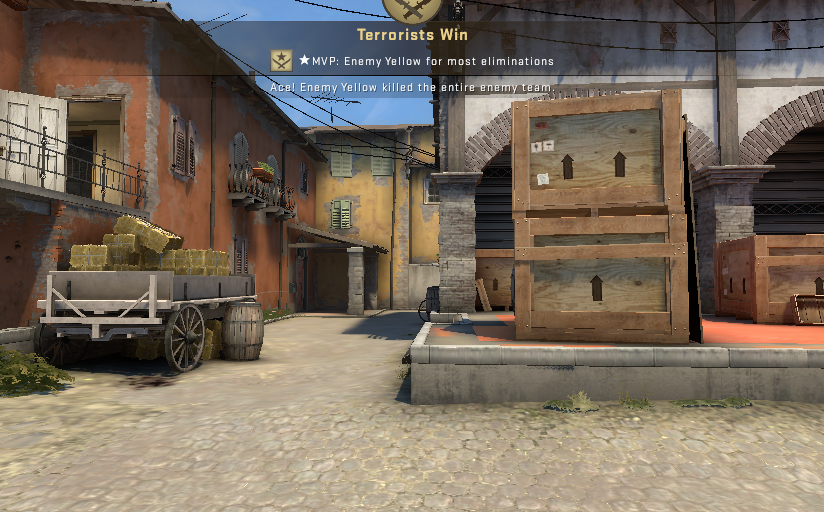 Terrorists Win
★MVP: Enemy Yellow for most eliminations
Ace! Enemy Yellow killed the entire enemy team.